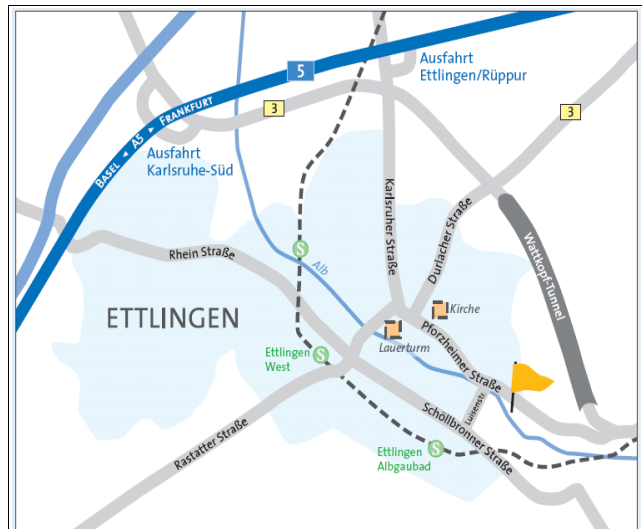 5
Ausfahrt
Ettlingen/Rüppur
3
3
BASEL ◄ A5 ► FRANKFURT
Ausfahrt
Karlsruhe-Süd
Karlsruher Straße
Durlacher Straße
Wattkopf-Tunnel
Rhein Straße
S
Alb
ETTLINGEN
Kirche
Lauerturm
Pforzheimer Straße
Ettlingen
West
S
Luisenstr.
Schöllbronner Straße
Rastatter Straße
S
Ettlingen
Albgaubad